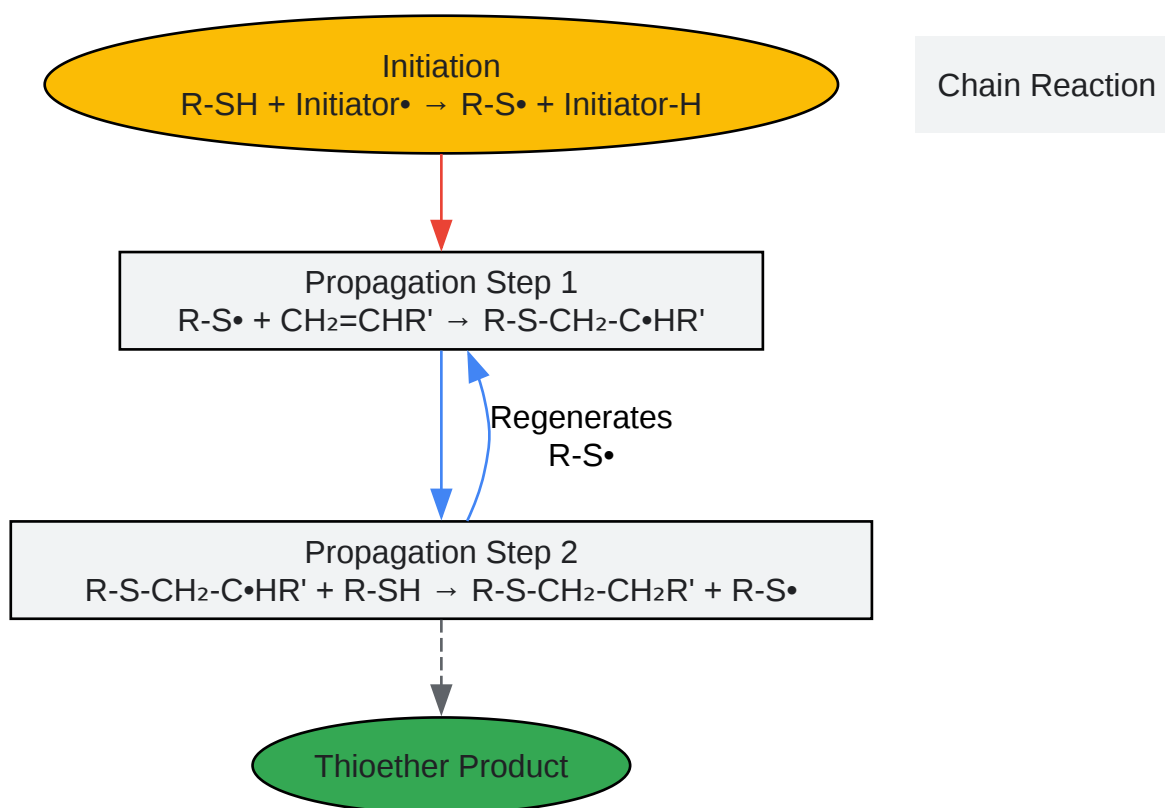 Initiation
R-SH + Initiator• → R-S• + Initiator-H
Chain Reaction
Propagation Step 1
R-S• + CH₂=CHR' → R-S-CH₂-C•HR'
Regenerates
R-S•
Propagation Step 2
R-S-CH₂-C•HR' + R-SH → R-S-CH₂-CH₂R' + R-S•
Thioether Product